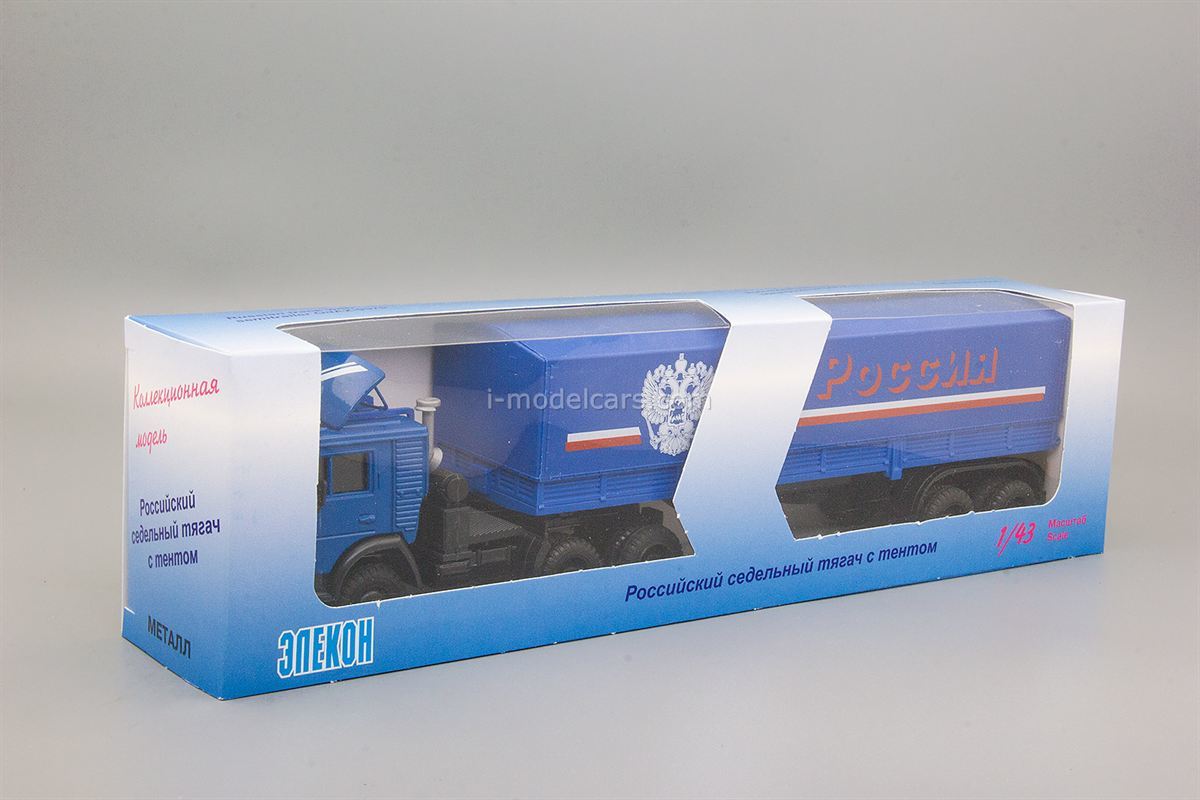 Коллекционная
модель
Российский
седельный тягач
с тентом
МЕТАЛЛ
ЭЛЕКОН
Россия
i-modelcars.com
Российский седельный тягач с тентом
1/43
Масштаб
Scale